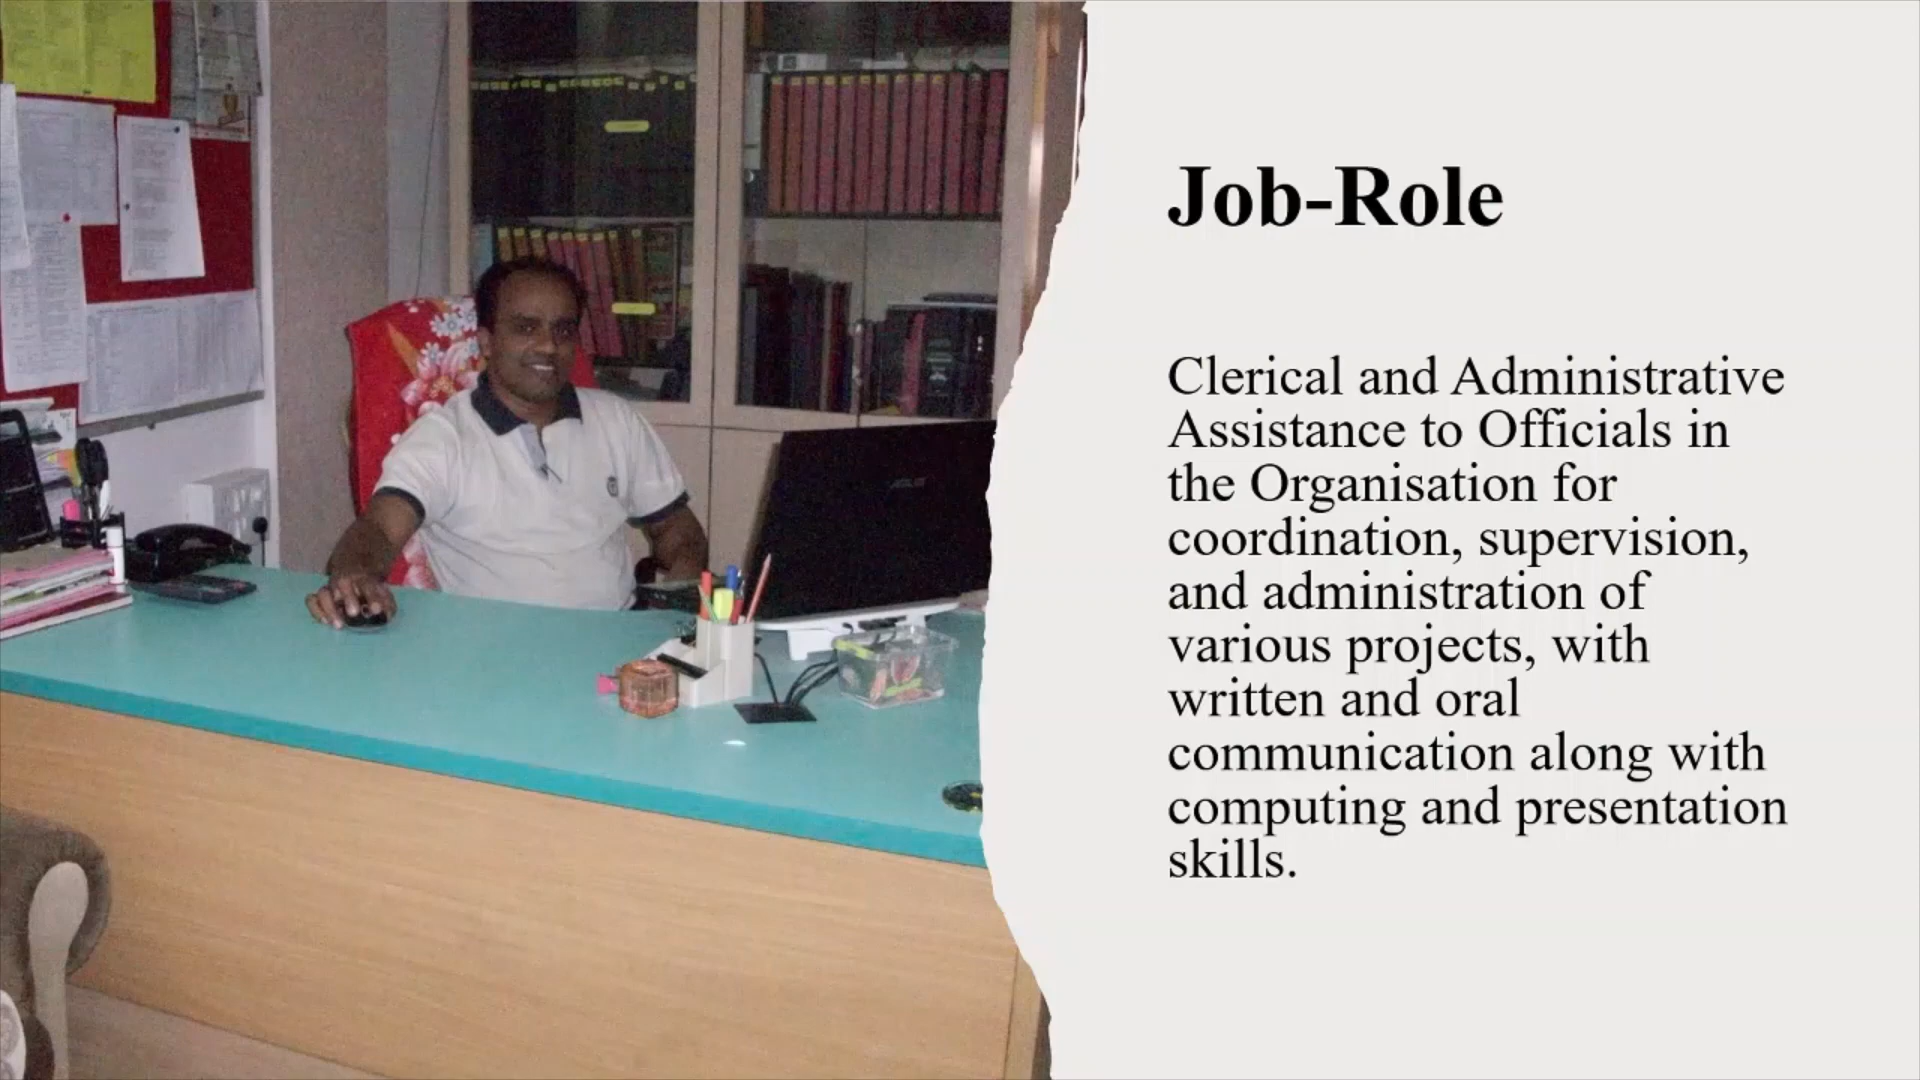 Job-Role
Clerical and Administrative
Assistance to Officials in
the Organisation for
coordination, supervision,
and administration of
various projects, with
written and oral
communication along with
computing and presentation
skills.
ASUS